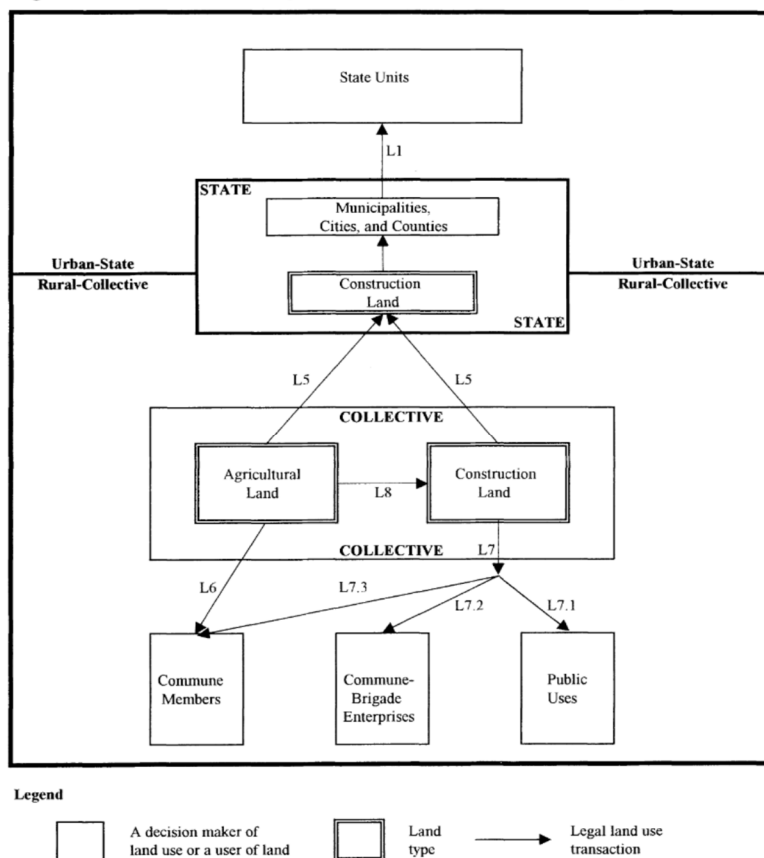 State Units
L1
STATE
Municipalities,
Cities, and Counties
Urban-State
Urban-State
Rural-Collective
Rural-Collective
Construction
Land
STATE
L5
L5
COLLECTIVE
Agricultural
Land
Construction
Land
L8
COLLECTIVE
L7
L6
L7.3
L7.2
L7.1
Commune
Members
Commune-
Brigade
Enterprises
Public
Uses
Legend
A decision maker of
land use or a user of land
Land
type
Legal land use
transaction